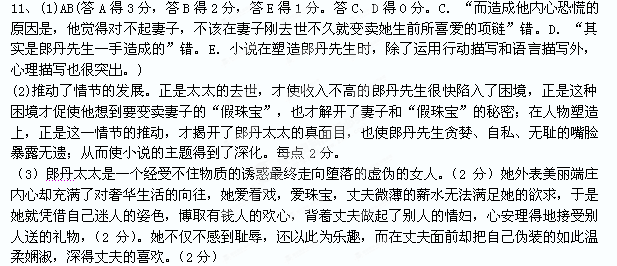 11、(1)AB(答A得3分，答B得2分，答E得1分。答C、D得0分。C. “而造成他内心恐慌的
原因是，他觉得对不起妻子，不该在妻子刚去世不久就变卖她生前所喜爱的项链”错。D. “其
实是郎丹先生一手造成的”错。E. 小说在塑造郎丹先生时，除了运用行动描写和语言描写外，
心理描写也很突出。)
(2)推动了情节的发展。正是太太的去世，才使收入不高的郎丹先生很快陷入了困境，正是这种
困境才促使他想到要变卖妻子的“假珠宝”，也才解开了妻子和“假珠宝”的秘密；在人物塑造
上，正是这一情节的推动，才揭开了郎丹太太的真面目，也使郎丹先生贪婪、自私、无耻的嘴脸
暴露无遗；从而使小说的主题得到了深化。每点2分。
（3）郎丹太太是一个经受不住物质的诱惑最终走向堕落的虚伪的女人。(2 分）她外表美丽端庄
内心却充满了对奢华生活的向往，她爱看戏，爱珠宝，丈夫微薄的薪水无法满足她的欲求，于是
她就凭借自己迷人的姿色，博取有钱人的欢心，背着丈夫做起了别人的情妇，心安理得地接受别
人送的礼物，(2 分）。她不仅不感到耻辱，还以此为乐趣，而在丈夫面前却把自己伪装的如此温
柔娴淑，深得丈夫的喜欢。(2分)